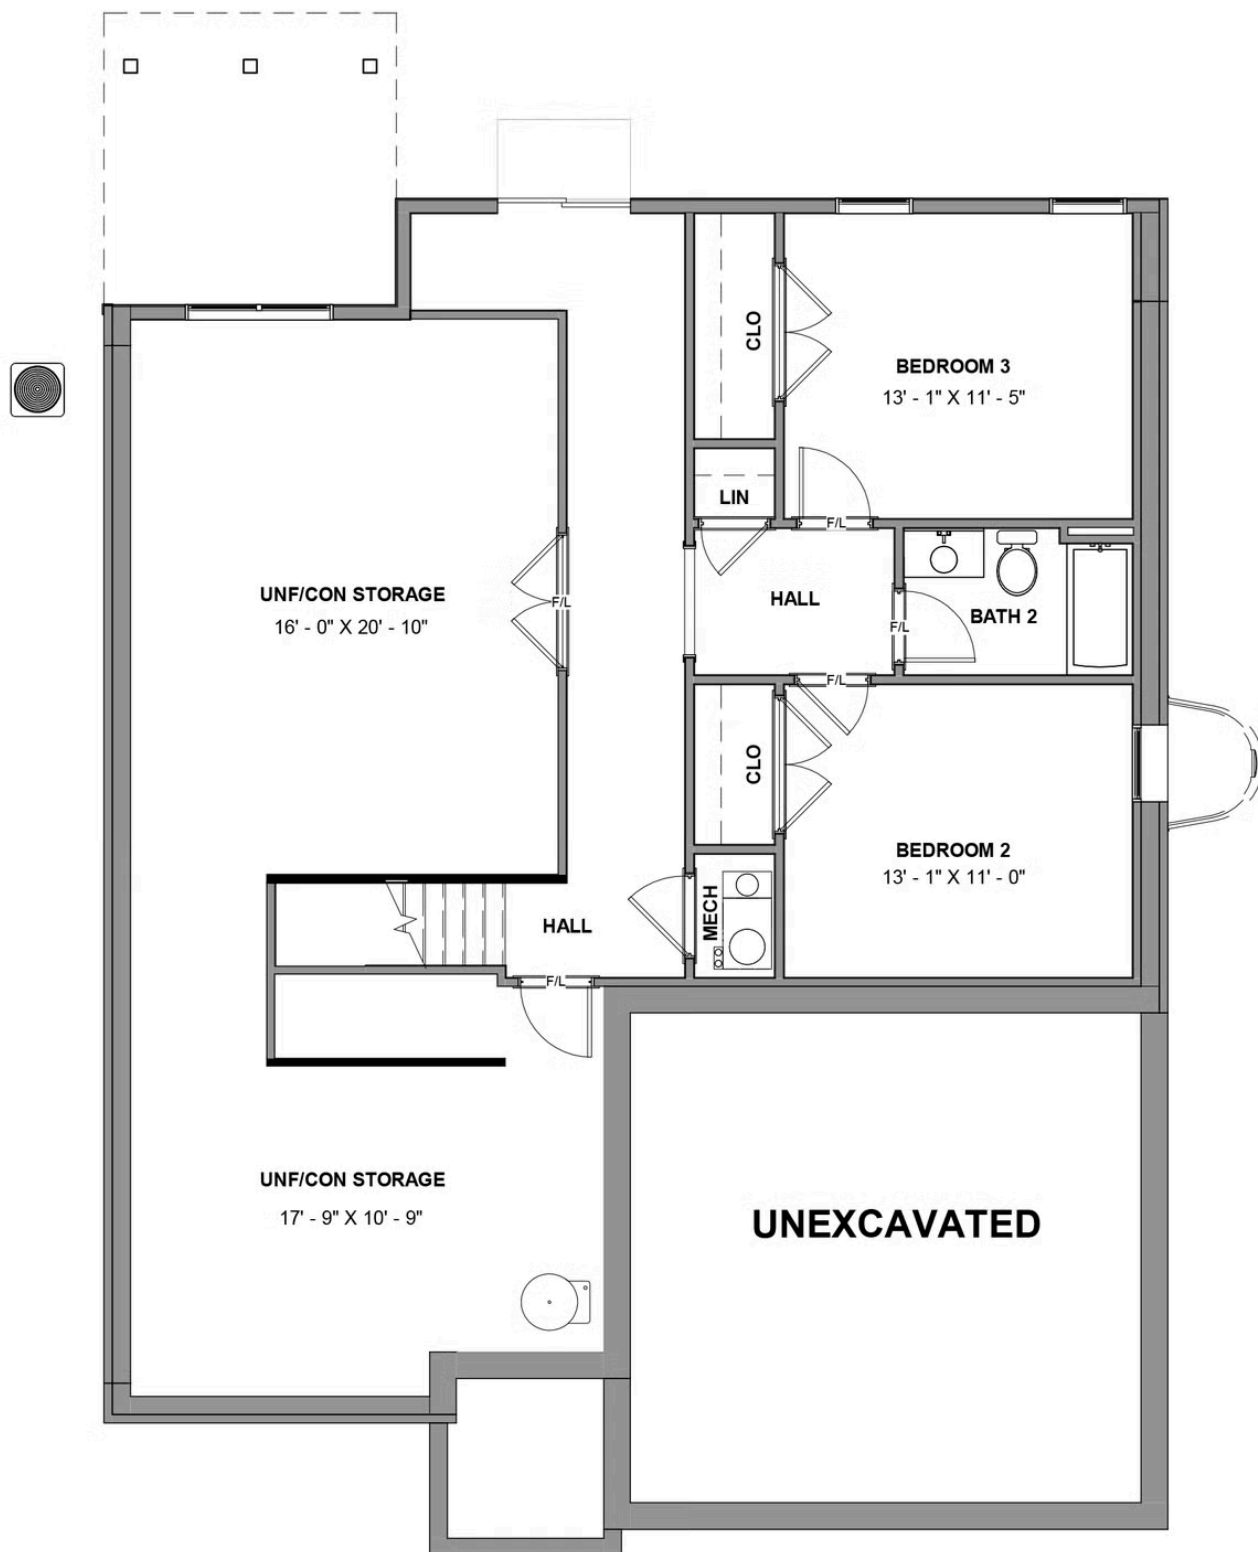 CLO
BEDROOM 3
13' - 1" X 11' - 5"
LIN
F/L
UNF/CON STORAGE
16' - 0" X 20' - 10"
F/L
HALL
F/L
BATH 2
F/L
CLO
BEDROOM 2
13' - 1" X 11' - 0"
MECH
HALL
F/L
UNF/CON STORAGE
17' - 9" X 10' - 9"
UNEXCAVATED